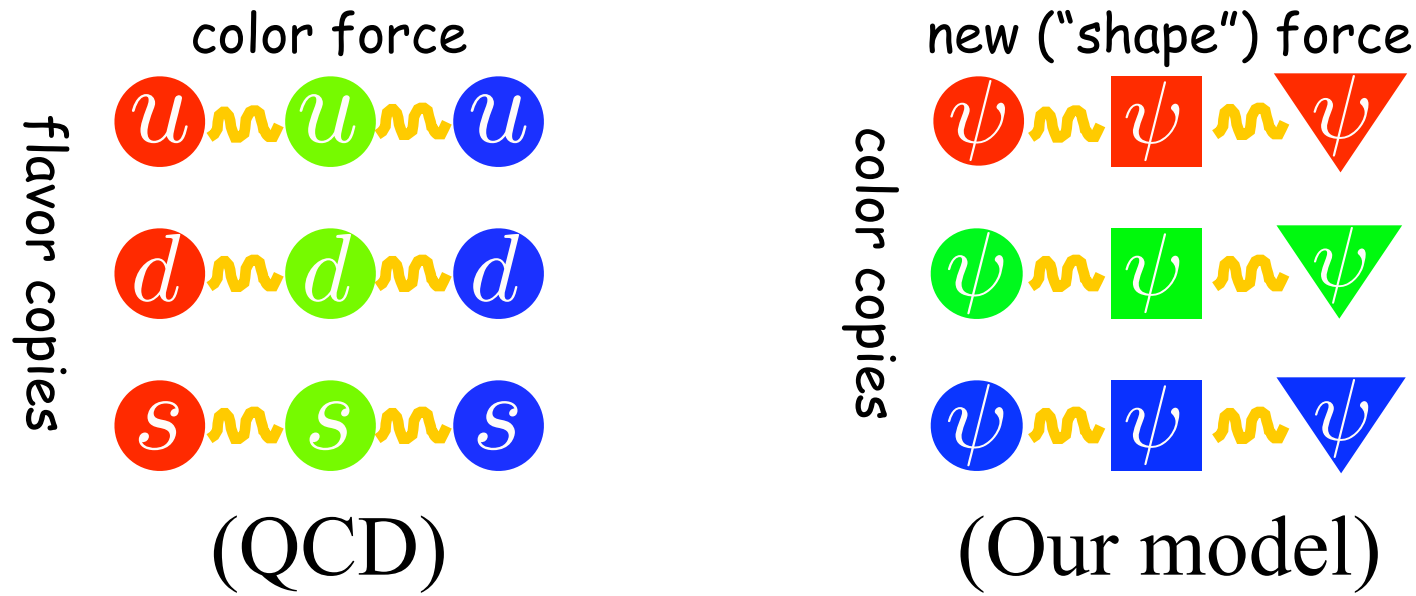 color force
flavor copies
u u u
d d d
s s s
(QCD)
new (“shape”) force
color copies
ψ ψ ψ
ψ ψ ψ
ψ ψ ψ
(Our model)